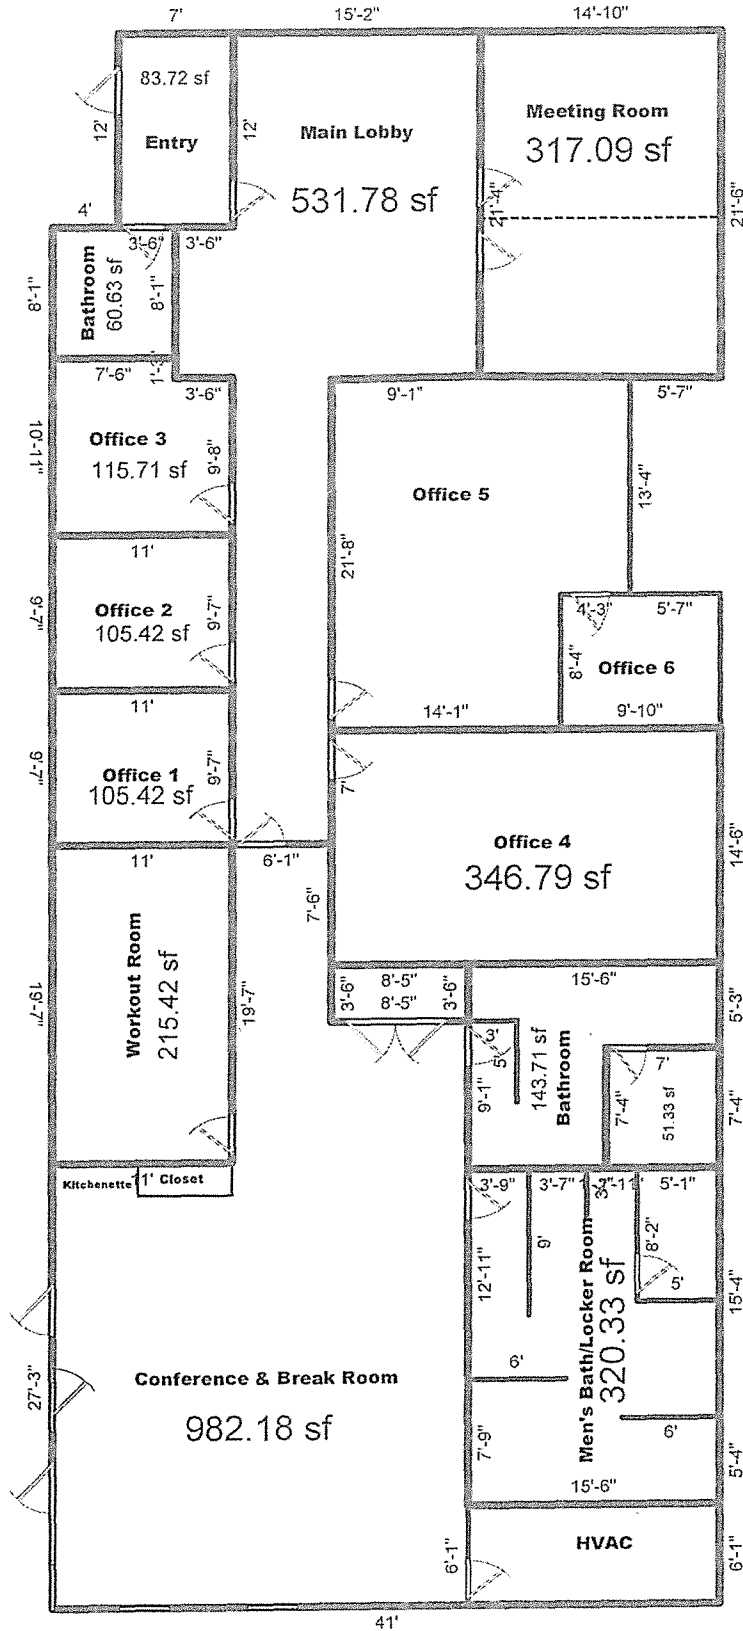 7' 15'-2" 14'-10"
83.72 sf
Entry
12'
12'
Main Lobby
531.78 sf
Meeting Room
317.09 sf
21'-4"
21'-6"
4'
3'-6" 3'-6"
Bathroom
60.63 sf
8'-1"
8'-1"
7'-6"
1'-3"
3'-6"
9'-1"
5'-7"
Office 3
115.71 sf
10'-11"
9'-8"
11'
Office 5
13'-4"
21'-8"
Office 2
105.42 sf
9'-7"
9'-7"
11'
4'-3" 5'-7"
8'-4"
Office 6
14'-1" 9'-10"
Office 1
105.42 sf
9'-7"
9'-7"
11'
6'-1"
7'
7'-6"
Office 4
346.79 sf
14'-6"
Workout Room
215.42 sf
19'-7"
19'-7"
8'-5"
8'-5"
3'-6"
3'-6"
15'-6"
5'-3"
3'
5'
9'-1"
143.71 sf
Bathroom
7'
7'-4"
51.33 sf
7'-4"
Kitchenette
11' Closet
3'-9" 3'-7" 5'-1"
9'
8'-2"
5'
12'-11"
Men's Bath/Locker Room
320.33 sf
15'-4"
6'
6'
7'-9"
5'-4"
15'-6"
27'-3"
Conference & Break Room
982.18 sf
HVAC
6'-1"
6'-1"
41'